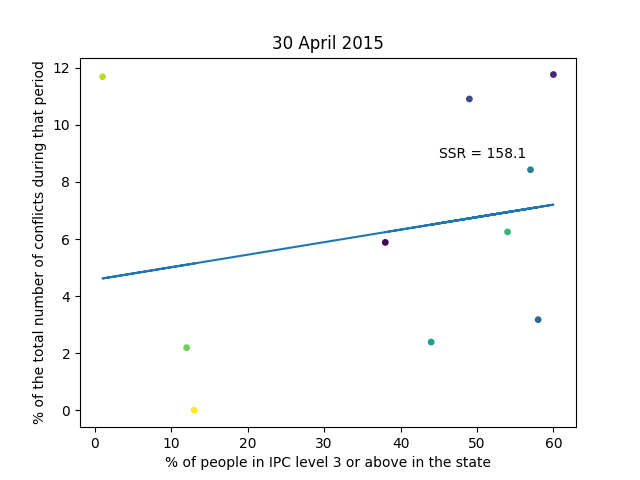 30 April 2015
% of the total number of conflicts during that period
12
10
8
6
4
2
0
SSR = 158.1
0 10 20 30 40 50 60
% of people in IPC level 3 or above in the state